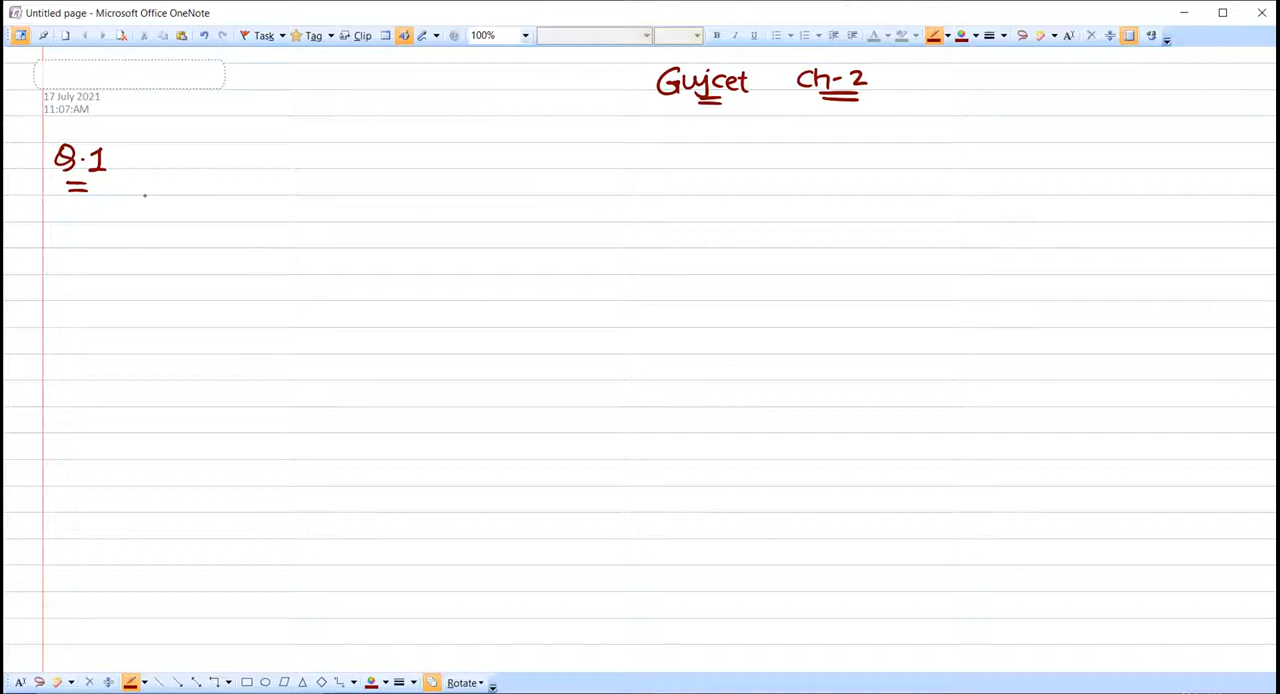 Untitled page - Microsoft Office OneNote
Task Tag Clip 100% B I U
Gujcet Ch-2
17 July 2021
11:07:AM
Q.1
Rotate